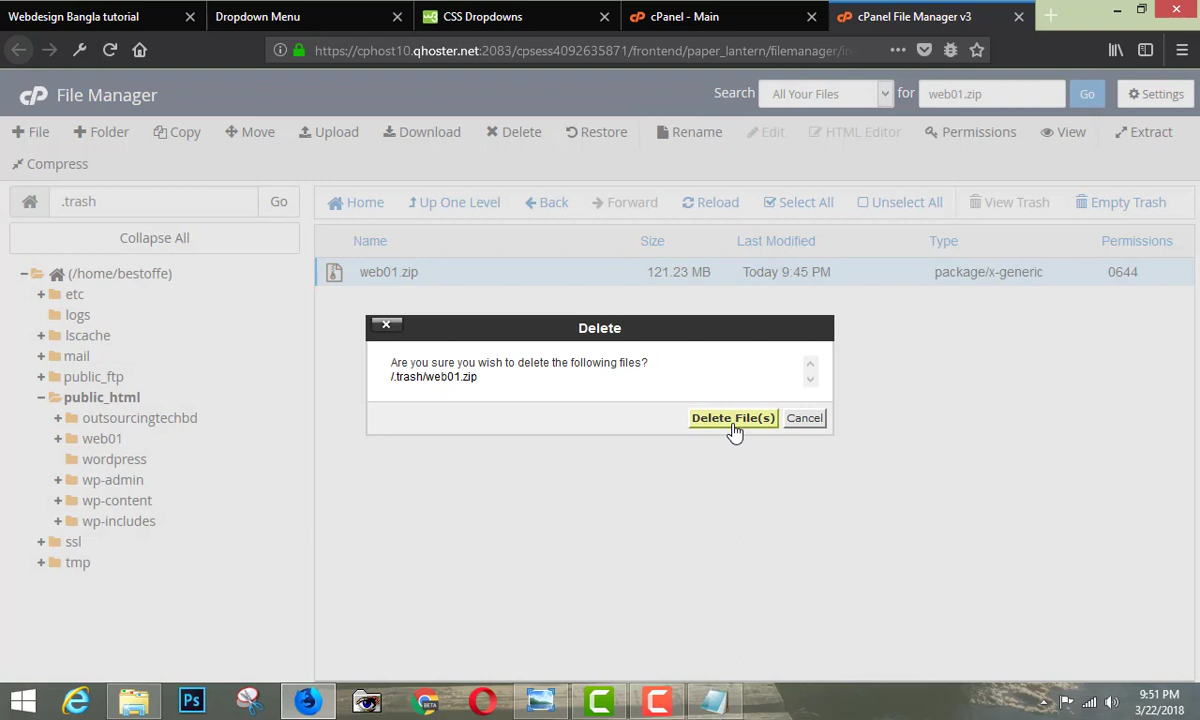 Webdesign Bangla tutorial
Dropdown Menu
CSS Dropdowns
cPanel - Main
cPanel File Manager v3
https://cphost10.qhoster.net:2083/cpsess4092635871/frontend/paper_lantern/filemanager/in
cP File Manager
Search All Your Files for web01.zip Go Settings
File Folder Copy Move Upload Download Delete Restore Rename Edit HTML Editor Permissions View Extract
Compress
.trash Go
Home Up One Level Back Forward Reload Select All Unselect All View Trash Empty Trash
Collapse All
Name Size Last Modified Type Permissions
web01.zip 121.23 MB Today 9:45 PM package/x-generic 0644
(/home/bestoffe)
etc
logs
lscache
mail
public_ftp
public_html
outsourcingtechbd
web01
wordpress
wp-admin
wp-content
wp-includes
ssl
tmp
Delete
Are you sure you wish to delete the following files?
/.trash/web01.zip
Delete File(s) Cancel
Ps
BETA
9:51 PM
3/22/2018